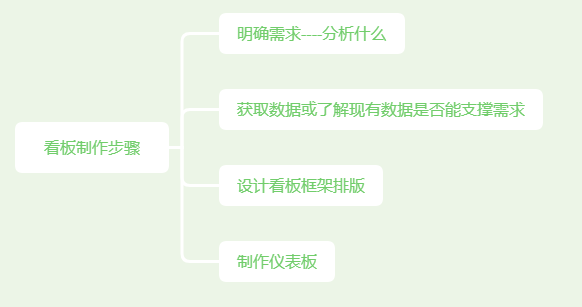 明确需求----分析什么
获取数据或了解现有数据是否能支撑需求
看板制作步骤
设计看板框架排版
制作仪表板